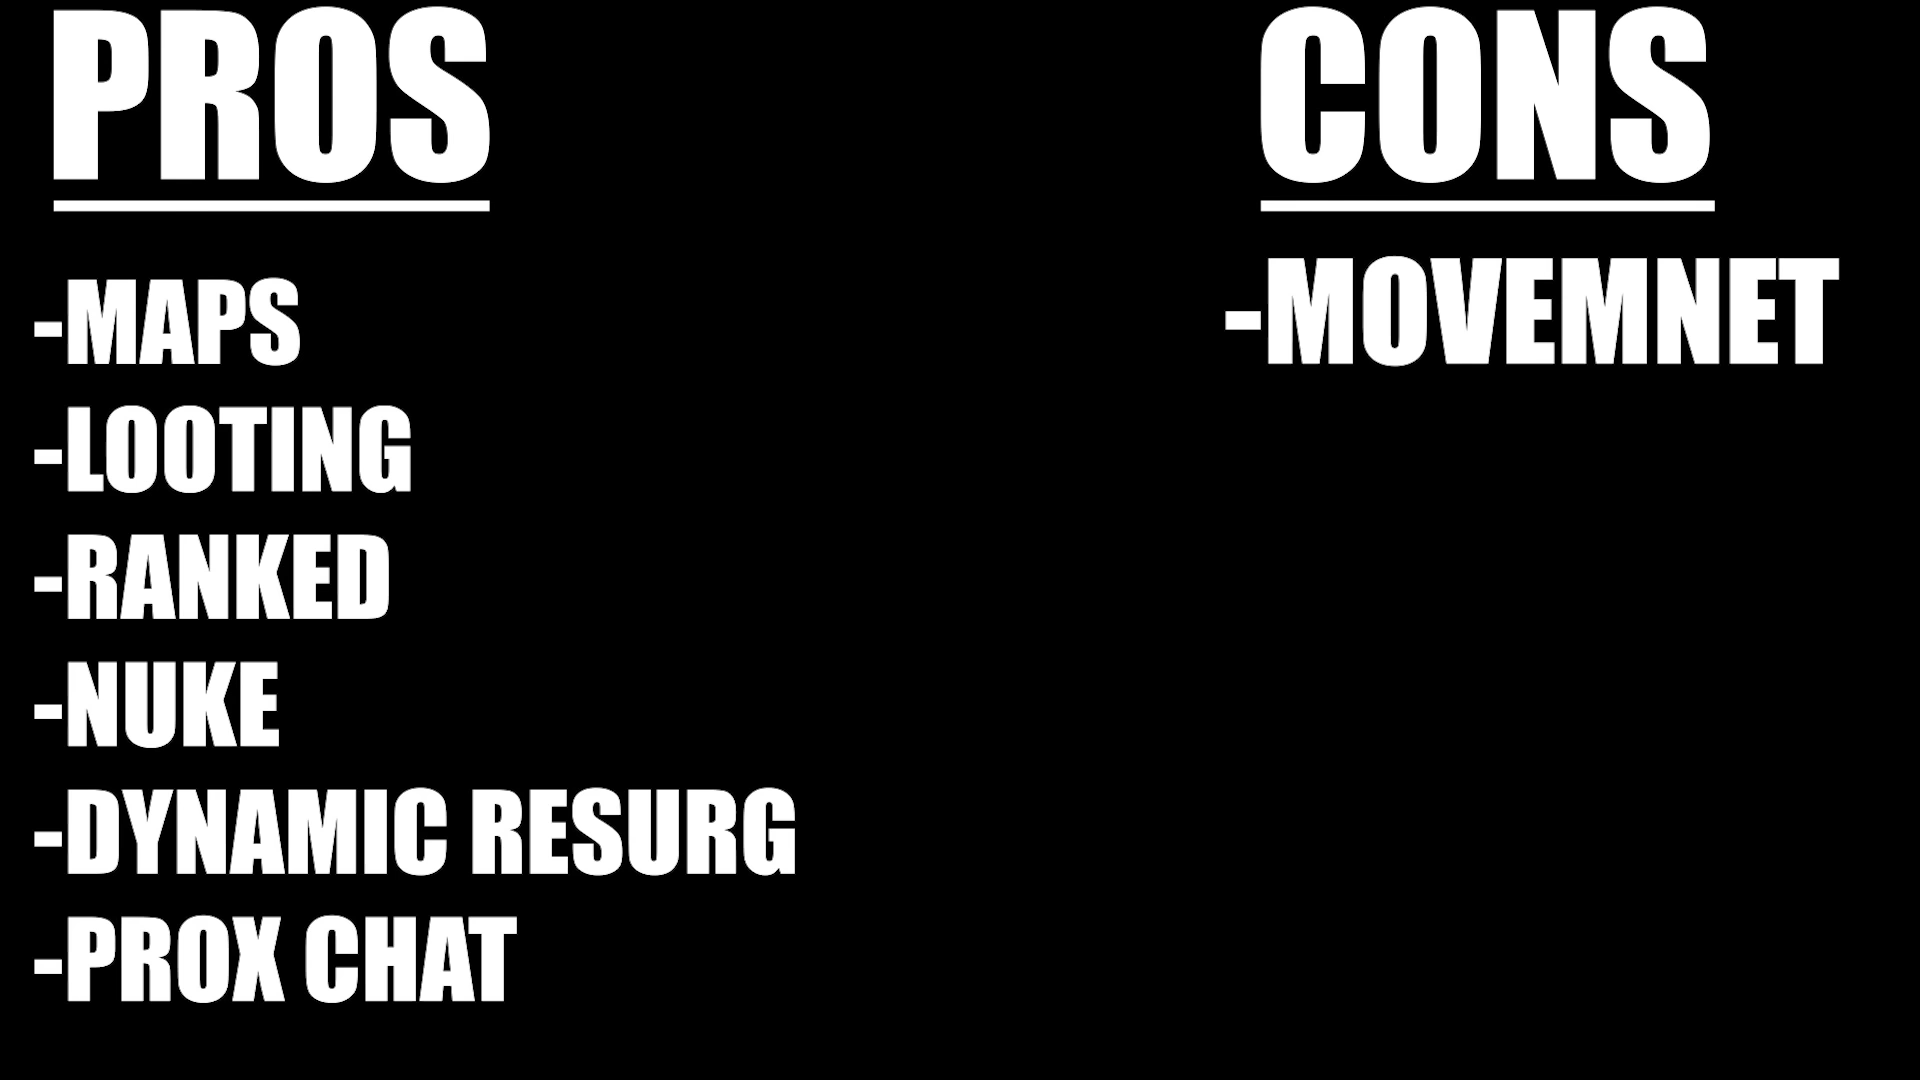 PROS
-MAPS
-LOOTING
-RANKED
-NUKE
-DYNAMIC RESURG
-PROX CHAT
CONS
-MOVEMNET